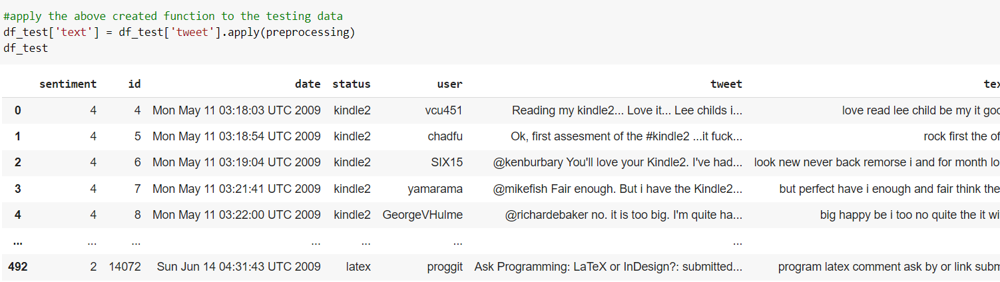 #apply the above created function to the testing data
df_test['text'] = df_test['tweet'].apply(preprocessing)
df_test
sentiment id date status user tweet
0 4 4 Mon May 11 03:18:03 UTC 2009 kindle2 vcu451 Reading my kindle2... Love it... Lee childs i... love read lee child be my it
1 4 5 Mon May 11 03:18:54 UTC 2009 kindle2 chadfu Ok, first assesment of the #kindle2 ...it fuck... rock first the
2 4 6 Mon May 11 03:19:04 UTC 2009 kindle2 SIX15 @kenburbary You'll love your Kindle2. I've had... look new never back remorse i and for month
3 4 7 Mon May 11 03:21:41 UTC 2009 kindle2 yamarama @mikefish Fair enough. But i have the Kindle2... but perfect have i enough and fair think
4 4 8 Mon May 11 03:22:00 UTC 2009 kindle2 GeorgeVHulme @richardebaker no. it is too big. I'm quite ha... big happy be i too no quite the it
... ... ... ... ... ... ...
492 2 14072 Sun Jun 14 04:31:43 UTC 2009 latex proggit Ask Programming: LaTeX or InDesign?: submitted... program latex comment ask by or link